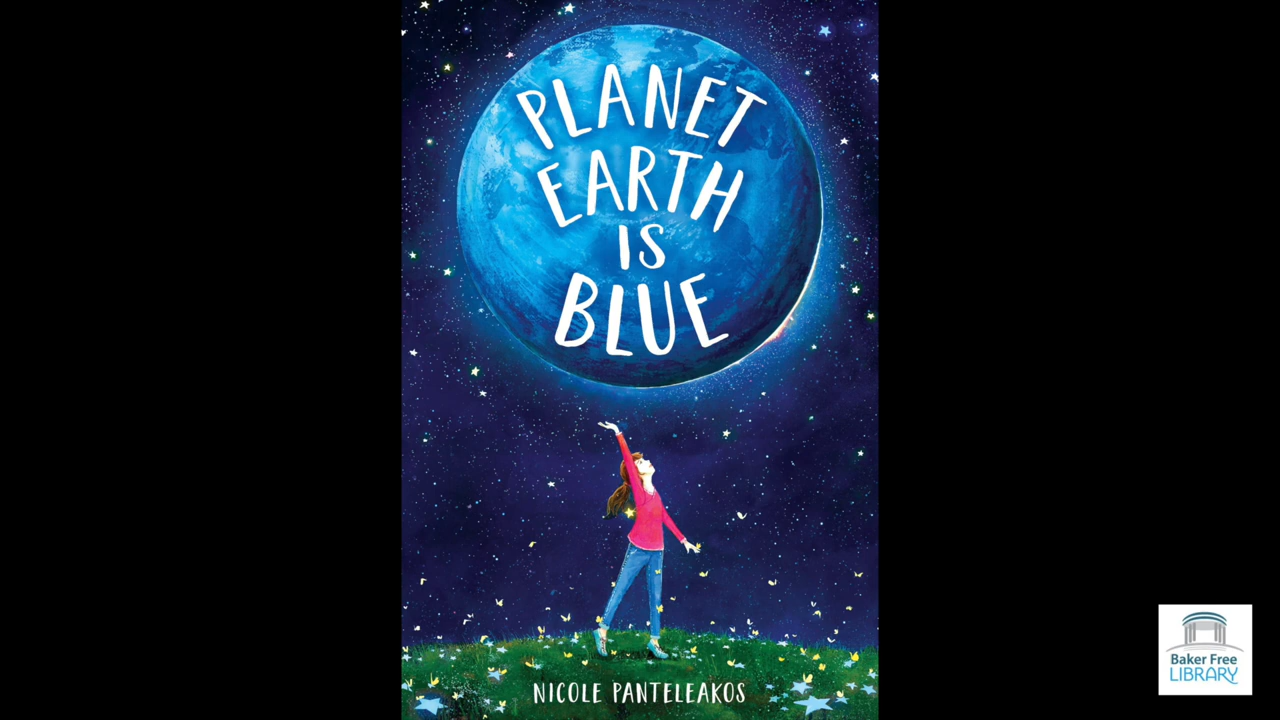 PLANET
EARTH
IS
BLUE
NICOLE PANTELEAKOS
Baker Free
LIBRARY